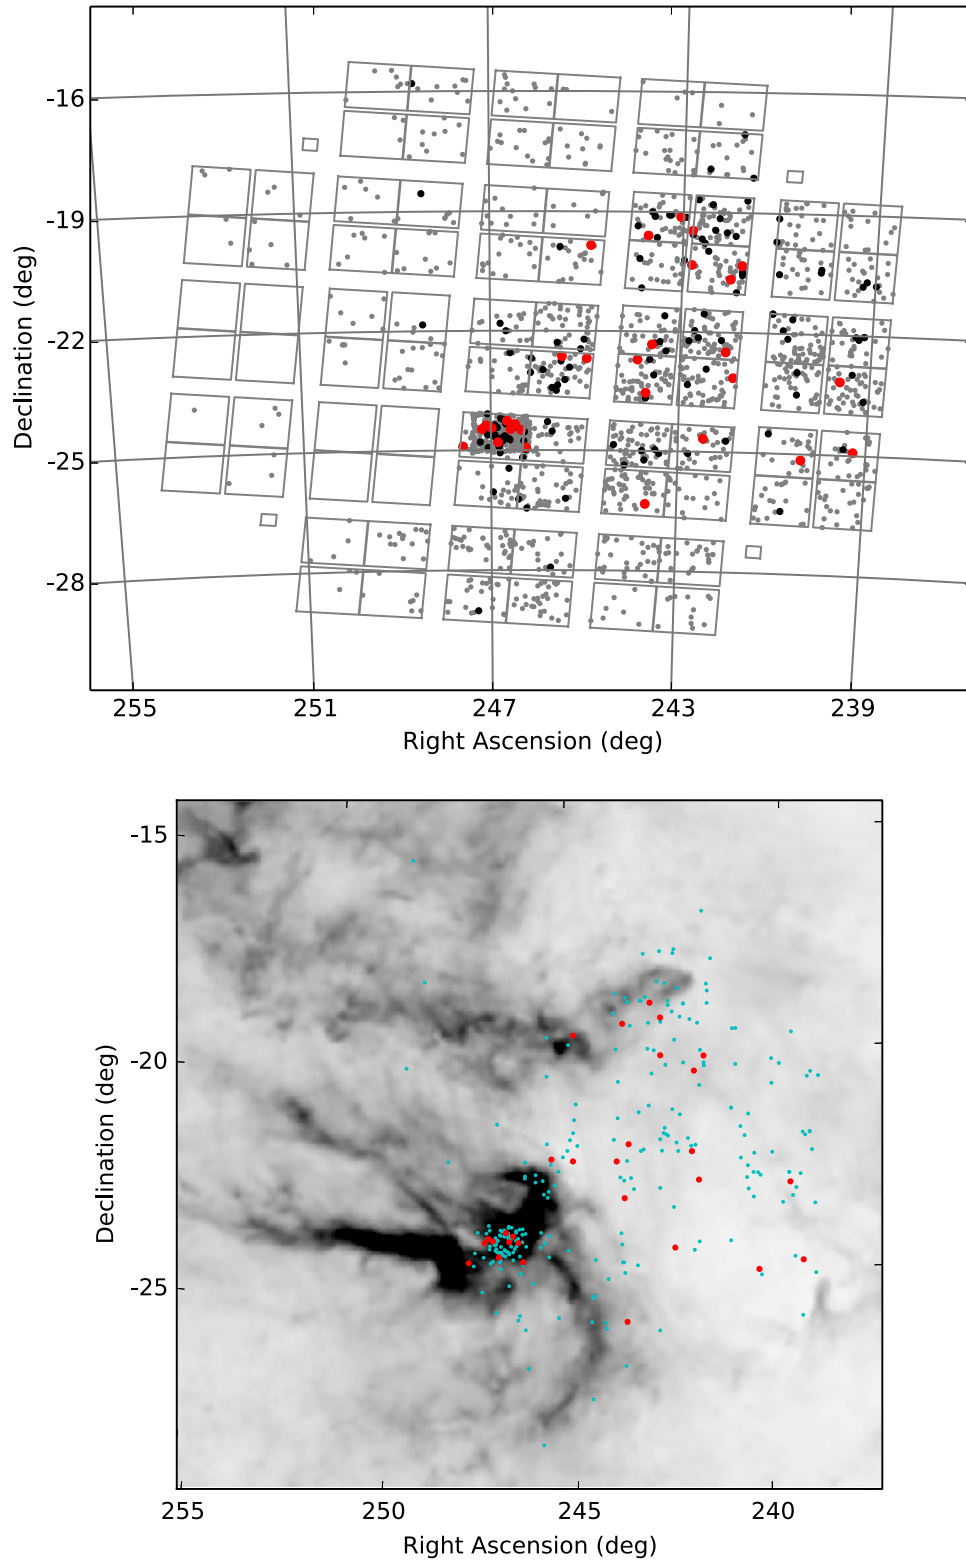 -16
-19
-22
-25
-28
Declination (deg)
255 251 247 243 239
Right Ascension (deg)
-15
-20
-25
Declination (deg)
255 250 245 240
Right Ascension (deg)